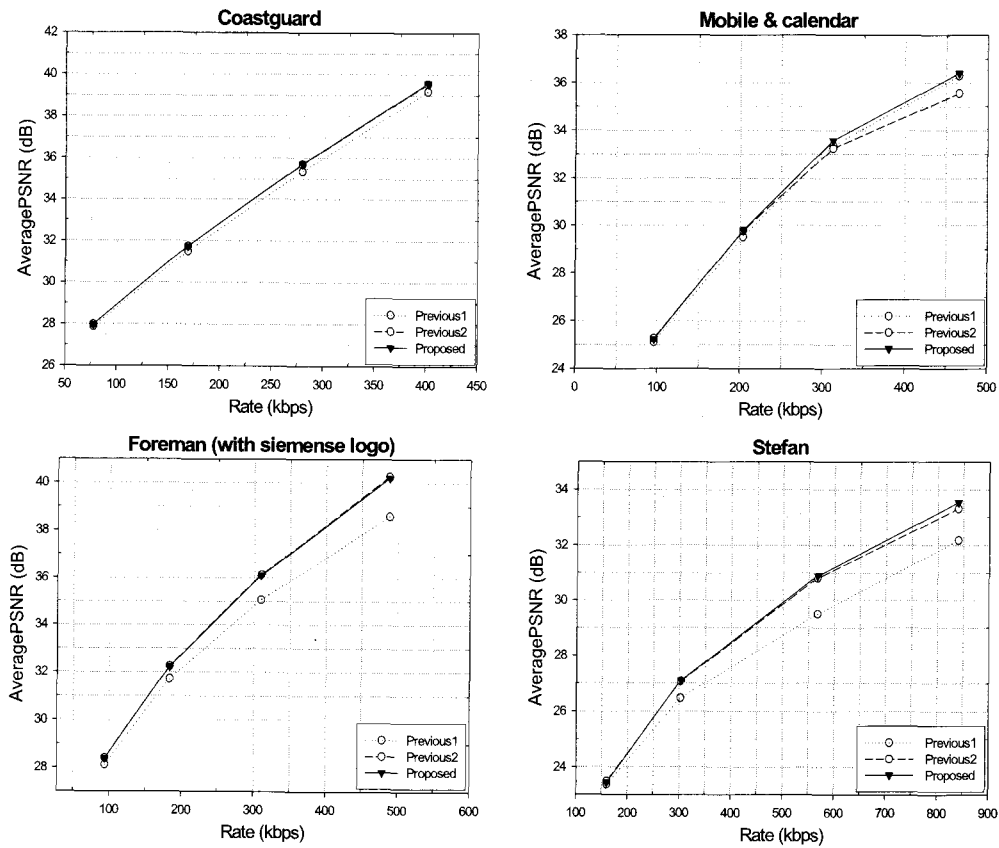 Coastguard
42
40
38
36
34
32
30
28
26
AveragePSNR (dB)
50 100 150 200 250 300 350 400 450
Rate (kbps)
Previous1
Previous2
Proposed
Mobile & calendar
38
36
34
32
30
28
26
24
AveragePSNR (dB)
0 100 200 300 400 500
Rate (kbps)
Previous1
Previous2
Proposed
Foreman (with siemense logo)
40
38
36
34
32
30
28
AveragePSNR (dB)
100 200 300 400 500 600
Rate (kbps)
Previous1
Previous2
Proposed
Stefan
34
32
30
28
26
24
AveragePSNR (dB)
100 200 300 400 500 600 700 800 900
Rate (kbps)
Previous1
Previous2
Proposed